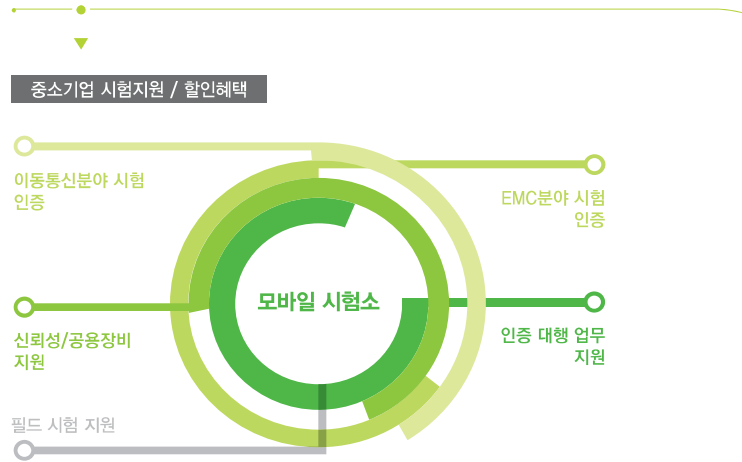 중소기업 시험지원 / 할인혜택
이동통신분야 시험
인증
EMC분야 시험
인증
모바일 시험소
신뢰성/공용장비
지원
인증 대행 업무
지원
필드 시험 지원